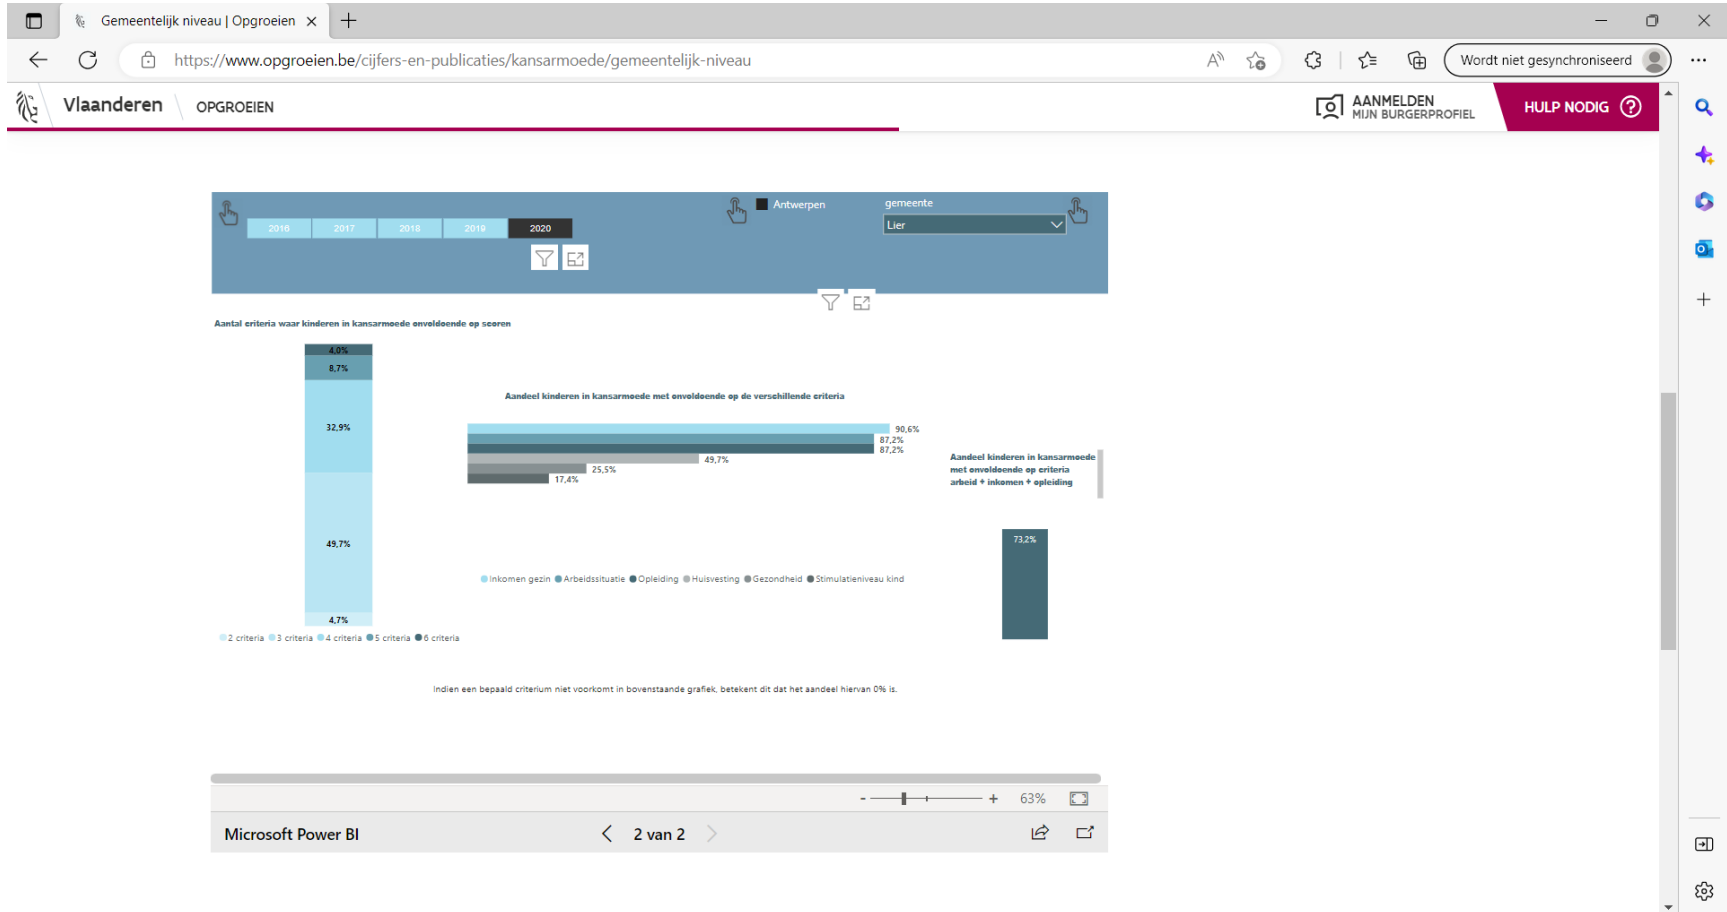 Gemeentelijk niveau | Opgroeien
https://www.opgroeien.be/cijfers-en-publicaties/kansarmoede/gemeentelijk-niveau
Wordt niet gesynchroniseerd
Vlaanderen
OPGROEIEN
AANMELDEN
MIJN BURGERPROFIEL
HULP NODIG
2016 2017 2018 2019 2020
Antwerpen
gemeente
Lier
Aantal criteria waar kinderen in kansarmoede onvoldoende op scoren
4,0%
8,7%
32,9%
49,7%
4,7%
2 criteria 3 criteria 4 criteria 5 criteria 6 criteria
Aandeel kinderen in kansarmoede met onvoldoende op de verschillende criteria
90,6%
87,2%
87,2%
49,7%
25,5%
17,4%
Inkomen gezin Arbeidssituatie Opleiding Huisvesting Gezondheid Stimulatieniveau kind
Aandeel kinderen in kansarmoede
met onvoldoende op criteria
arbeid + inkomen + opleiding
73,2%
Indien een bepaald criterium niet voorkomt in bovenstaande grafiek, betekent dit dat het aandeel hiervan 0% is.
- + 63%
Microsoft Power BI
2 van 2